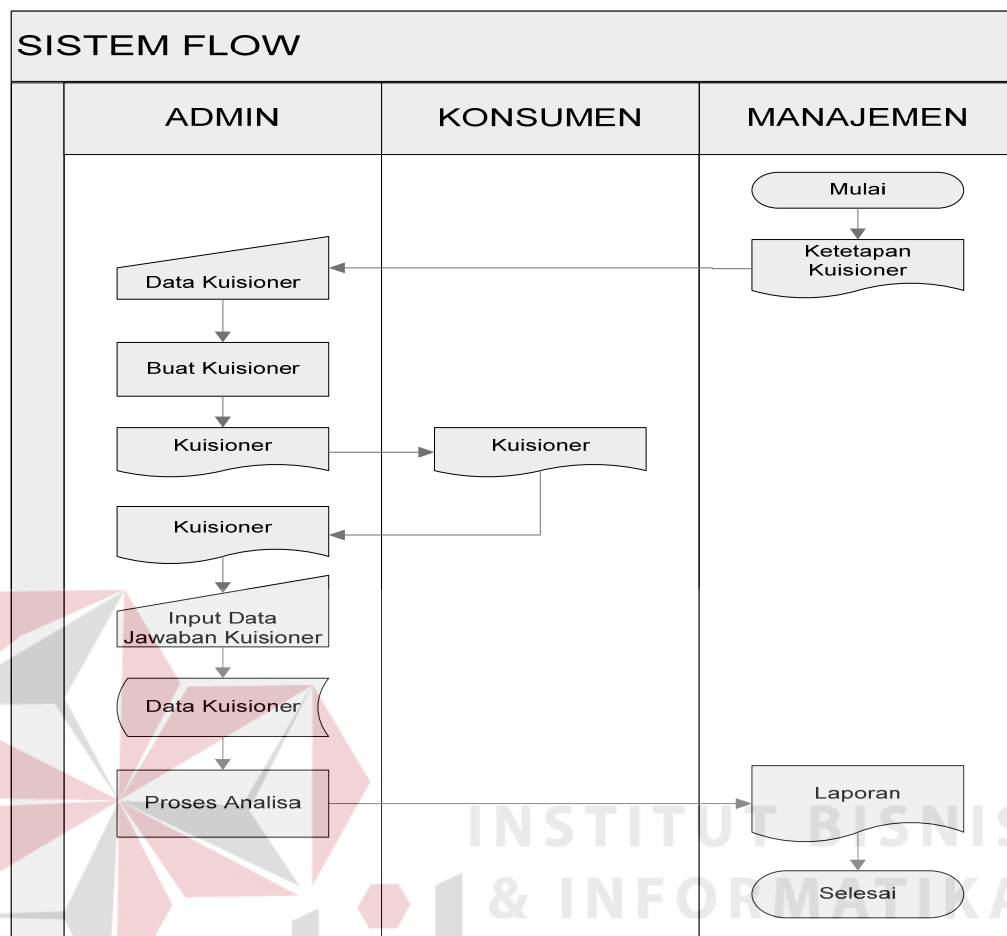 SISTEM FLOW
ADMIN
KONSUMEN
MANAJEMEN
Mulai
Ketetapan
Kuisioner
Data Kuisioner
Buat Kuisioner
Kuisioner
Kuisioner
Kuisioner
Input Data
Jawaban Kuisioner
Data Kuisioner
Proses Analisa
Laporan
Selesai
INSTITUT BISNIS
& INFORMATIKA